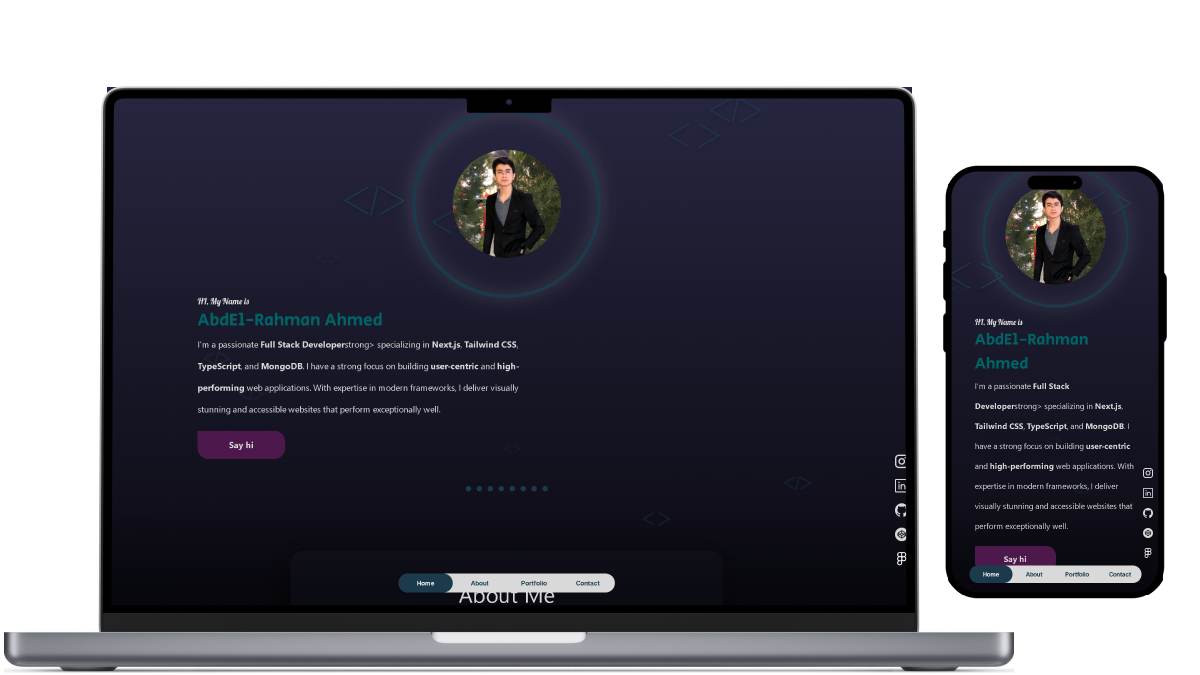 HI, My Name is
AbdEl-Rahman Ahmed
I'm a passionate Full Stack Developerstrong> specializing in Next.js, Tailwind CSS,
TypeScript, and MongoDB. I have a strong focus on building user-centric and high-
performing web applications. With expertise in modern frameworks, I deliver visually
stunning and accessible websites that perform exceptionally well.
Say hi
Home About Portfolio Contact
About Me
HI, My Name is
AbdEl-Rahman
Ahmed
I'm a passionate Full Stack
Developerstrong> specializing in Next.js,
Tailwind CSS, TypeScript, and MongoDB. I
have a strong focus on building user-centric
and high-performing web applications. With
expertise in modern frameworks, I deliver
visually stunning and accessible websites that
perform exceptionally well.
Say hi
Home About Portfolio Contact